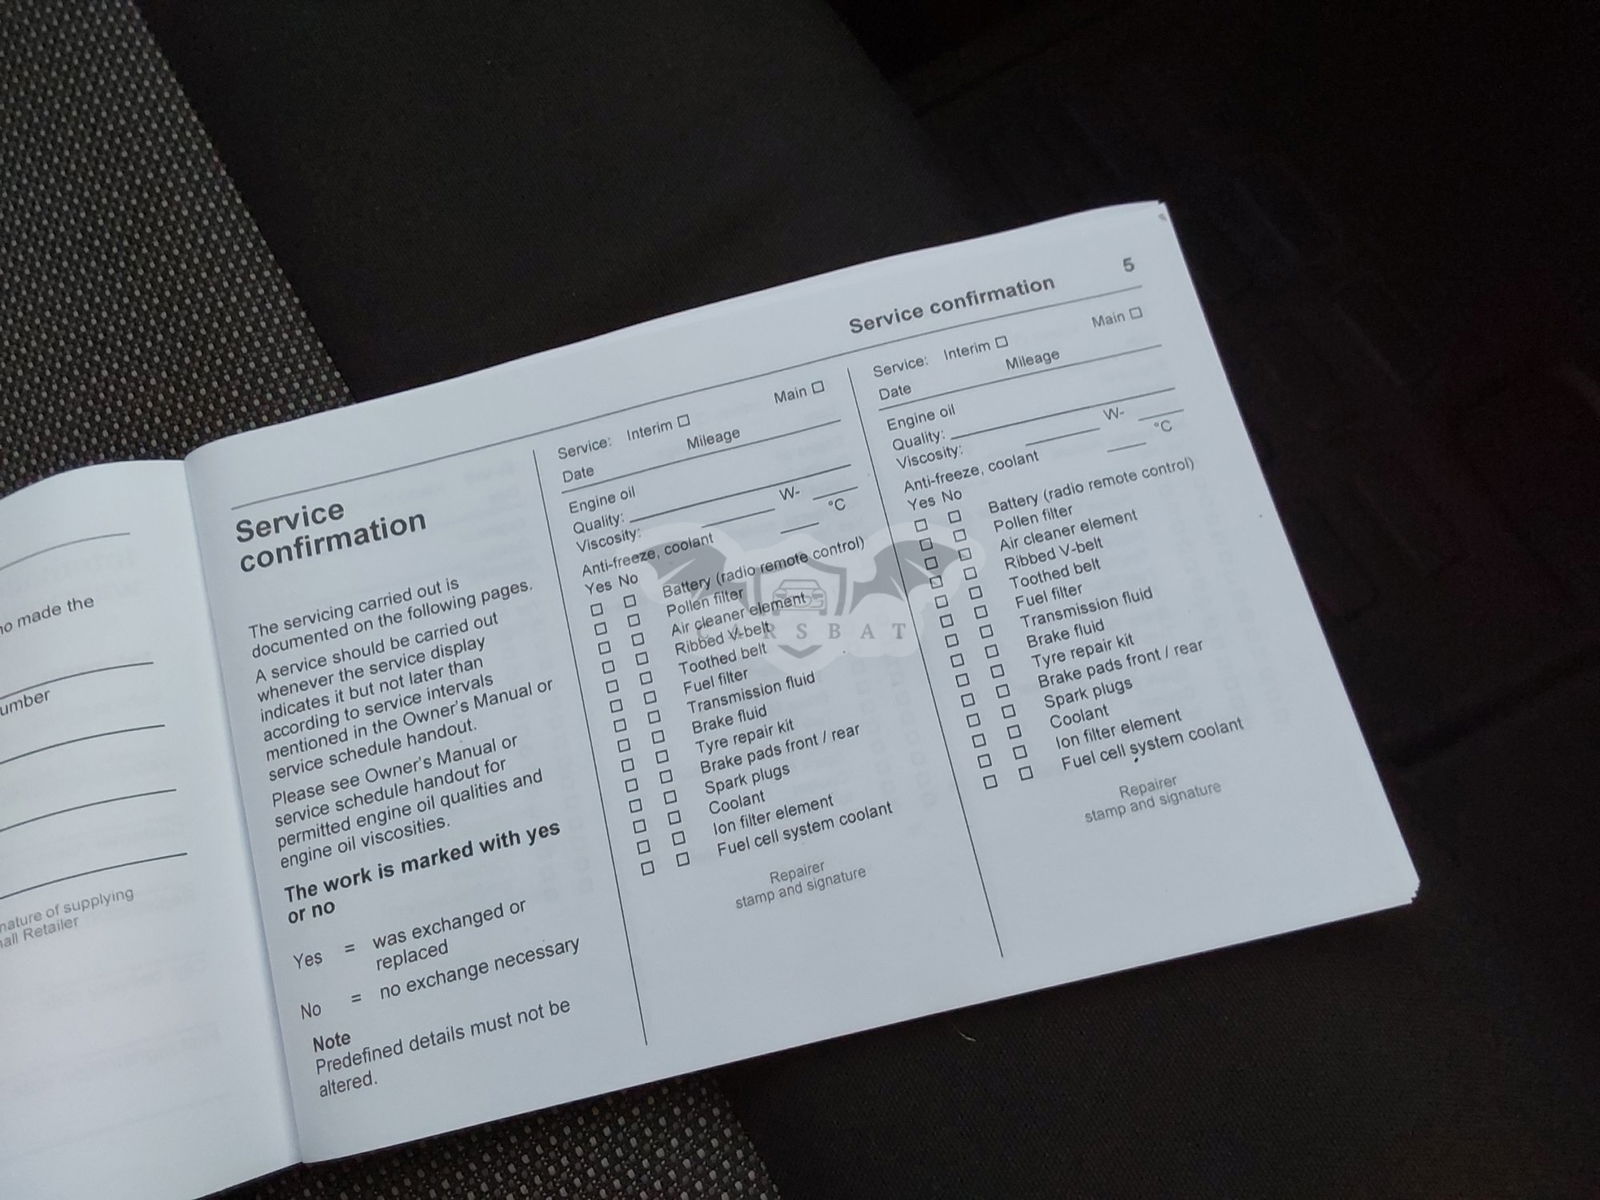 no made the
umber
nature of supplying
hall Retailer
Service confirmation
5
Service
confirmation
The servicing carried out is
documented on the following pages.
A service should be carried out
whenever the service display
indicates it but not later than
according to service intervals
mentioned in the Owner's Manual or
service schedule handout.
Please see Owner's Manual or
service schedule handout for
permitted engine oil qualities and
engine oil viscosities.
The work is marked with yes
or no
Yes = was exchanged or
replaced
No = no exchange necessary
Note
Predefined details must not be
altered.
Service: Interim Main
Date Mileage
Engine oil
Quality:
Viscosity: W-
Anti-freeze, coolant °C
Yes No
Battery (radio remote control)
Pollen filter
Air cleaner element
Ribbed V-belt
Toothed belt
Fuel filter
Transmission fluid
Brake fluid
Tyre repair kit
Brake pads front / rear
Spark plugs
Coolant
Ion filter element
Fuel cell system coolant
Repairer
stamp and signature
Service: Interim Main
Date Mileage
Engine oil
Quality:
Viscosity: W-
Anti-freeze, coolant °C
Yes No
Battery (radio remote control)
Pollen filter
Air cleaner element
Ribbed V-belt
Toothed belt
Fuel filter
Transmission fluid
Brake fluid
Tyre repair kit
Brake pads front / rear
Spark plugs
Coolant
Ion filter element
Fuel cell system coolant
Repairer
stamp and signature
CARSBAT